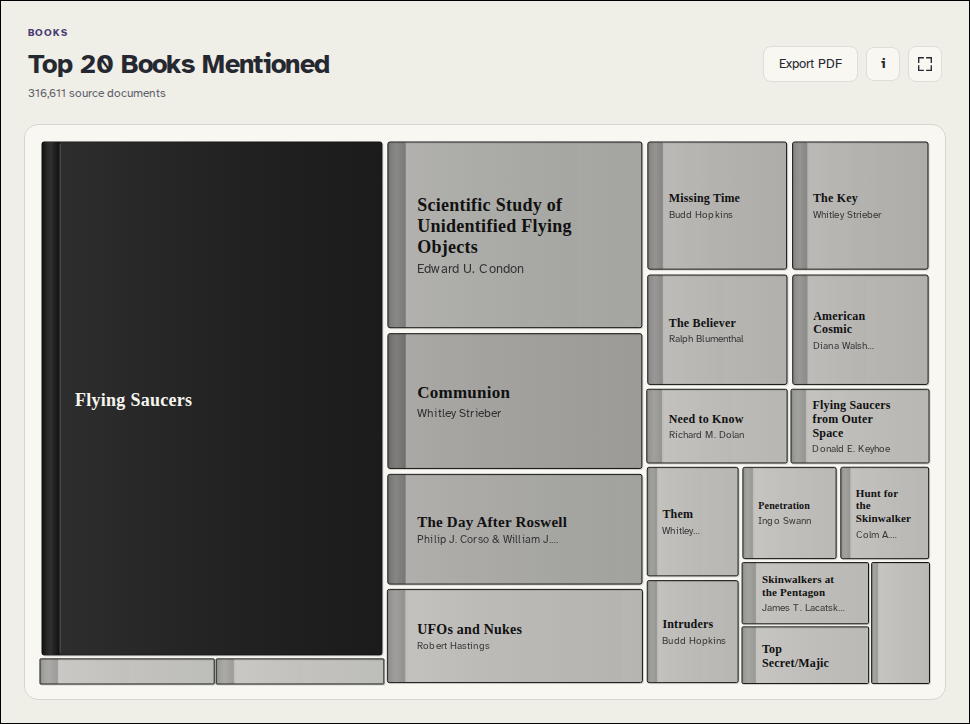 BOOKS
Top 20 Books Mentioned
316,611 source documents
Export PDF
i
Flying Saucers
Scientific Study of
Unidentified Flying
Objects
Edward U. Condon
Communion
Whitley Strieber
The Day After Roswell
Philip J. Corso & William J....
UFOs and Nukes
Robert Hastings
Missing Time
Budd Hopkins
The Key
Whitley Strieber
The Believer
Ralph Blumenthal
American
Cosmic
Diana Walsh...
Need to Know
Richard M. Dolan
Flying Saucers
from Outer
Space
Donald E. Keyhoe
Them
Whitley...
Penetration
Ingo Swann
Hunt for
the
Skinwalker
Colm A....
Intruders
Budd Hopkins
Skinwalkers at
the Pentagon
James T. Lacatsk...
Top
Secret/Majic